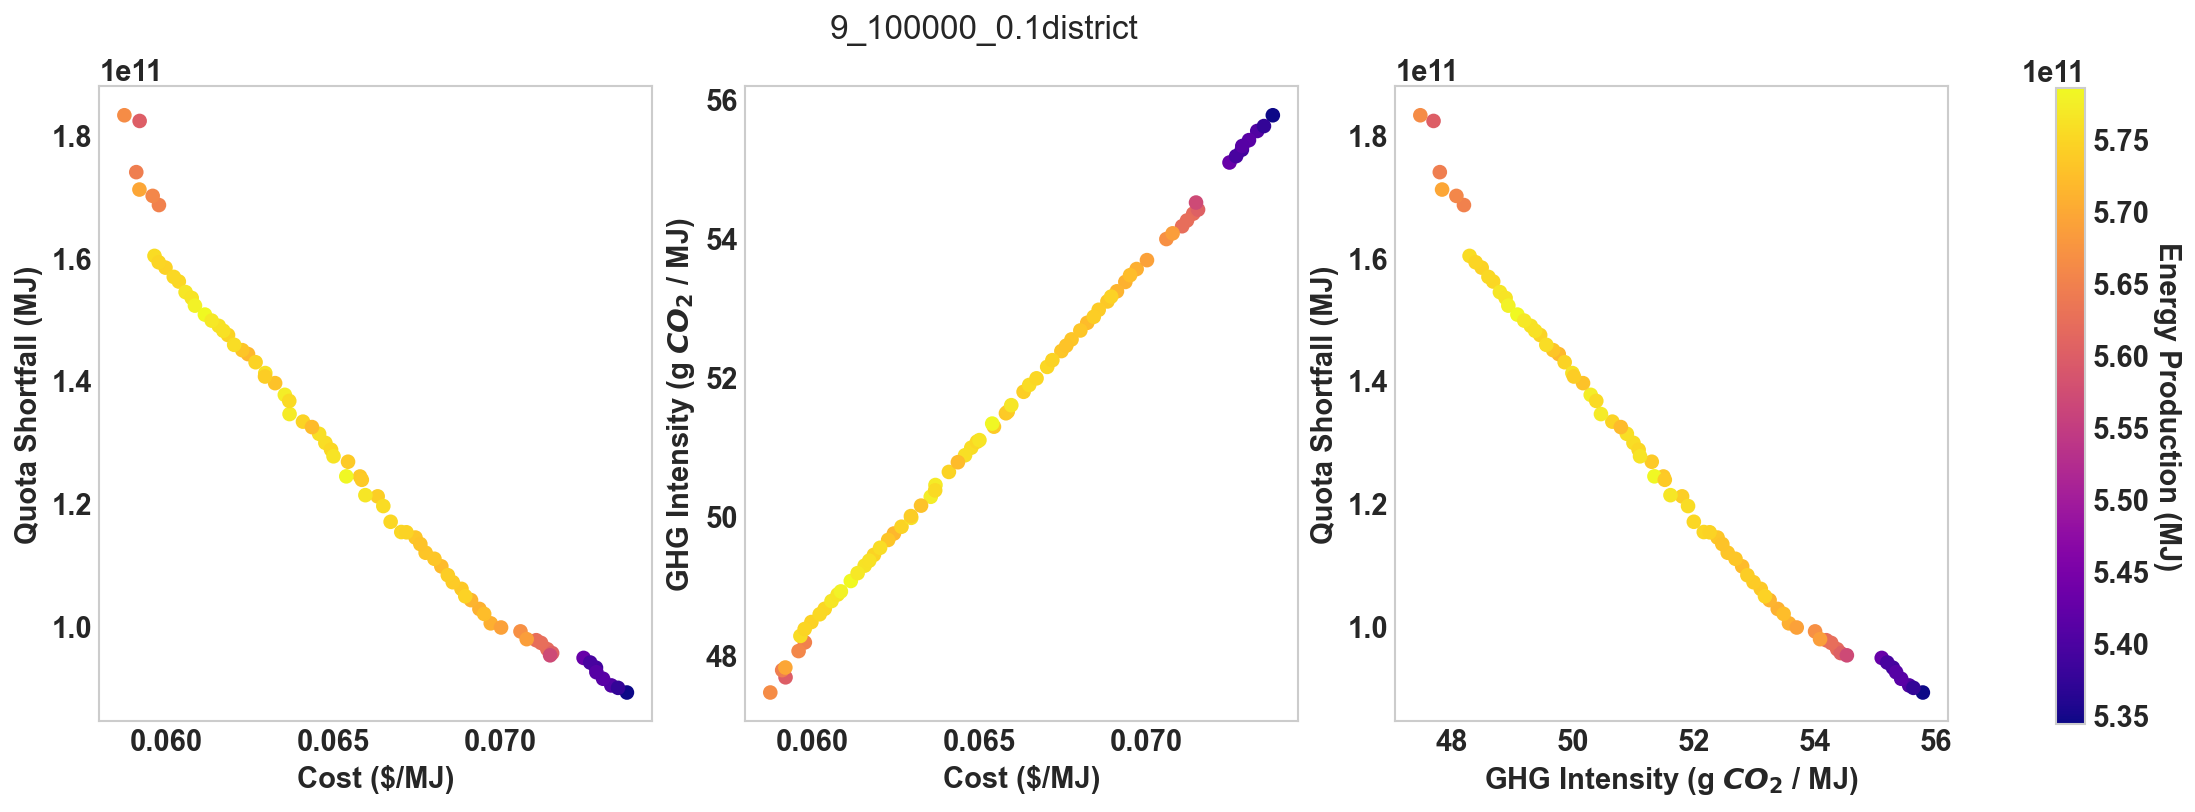 9_100000_0.1district
1e11
1.8
1.6
1.4
1.2
1.0
Quota Shortfall (MJ)
0.060 0.065 0.070
Cost ($/MJ)
56
54
52
50
48
GHG Intensity (g CO₂ / MJ)
0.060 0.065 0.070
Cost ($/MJ)
1e11
1.8
1.6
1.4
1.2
1.0
Quota Shortfall (MJ)
48 50 52 54 56
GHG Intensity (g CO₂ / MJ)
1e11
5.75
5.70
5.65
5.60
5.55
5.50
5.45
5.40
5.35
Energy Production (MJ)